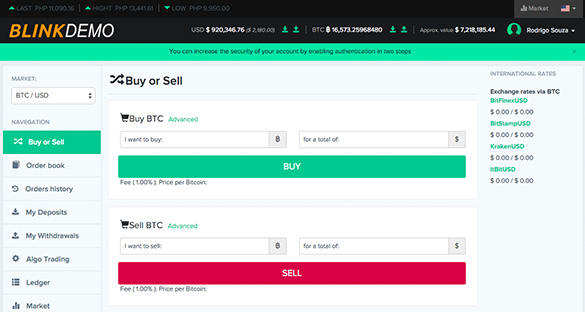 LAST PHP 11,090.16 HIGHT PHP 13,441.61 LOW PHP 9,950.00 Market
BLINKDEMO USD $ 920,346.76 ($ 2,180.00) BTC ฿ 16,573.25968480 Approx. value $ 7,218,185.44 Rodrigo Souza
You can increase the security of your account by enabling authentication in two steps ×
MARKET:
BTC / USD
NAVIGATION
Buy or Sell
Order book
Orders history
My Deposits
My Withdrawals
Algo Trading
Ledger
Market
Buy or Sell
Buy BTC Advanced
I want to buy: ฿ for a total of: $
BUY
Fee ( 1.00% ): Price per Bitcoin:
Sell BTC Advanced
I want to sell: ฿ for a total of: $
SELL
Fee ( 1.00% ): Price per Bitcoin:
INTERNATIONAL RATES
Exchange rates via BTC
BitFinexUSD
$ 0.00 / $ 0.00
BitStampUSD
$ 0.00 / $ 0.00
KrakenUSD
$ 0.00 / $ 0.00
itBitUSD
$ 0.00 / $ 0.00